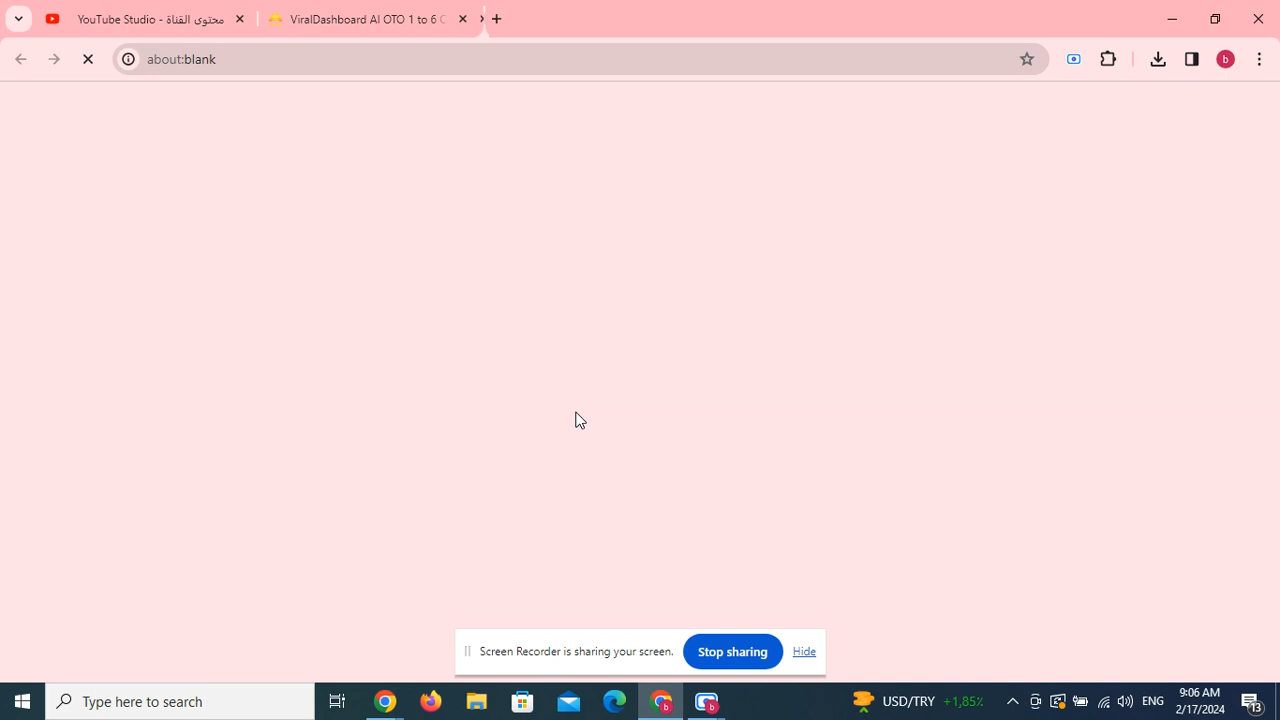 YouTube Studio - محتوى القناة
ViralDashboard AI OTO 1 to 6 O
about:blank
b
Screen Recorder is sharing your screen.
Stop sharing
Hide
Type here to search
b
b
USD/TRY +1,85%
ENG
9:06 AM
2/17/2024
13